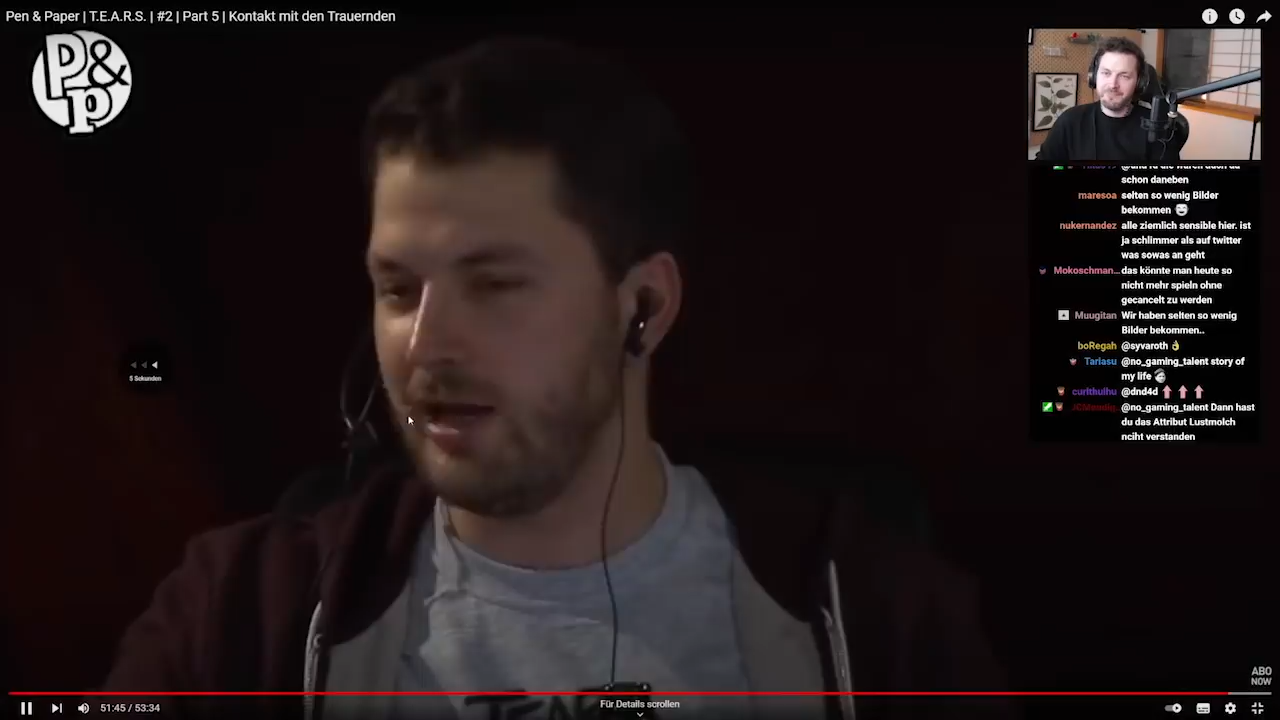 Pen & Paper | T.E.A.R.S. | #2 | Part 5 | Kontakt mit den Trauernden
P&P
schon daneben
maresoa selten so wenig Bilder
bekommen
nukernandez alle ziemlich sensible hier. ist
ja schlimmer als auf twitter
was sowas an geht
Mokoschman... das könnte man heute so
nicht mehr spielen ohne
gecancelt zu werden
Muugitan Wir haben selten so wenig
Bilder bekommen..
boRegah @syvaroth
Tariasu @no_gaming_talent story of
my life
curlthulhu @dnd4d
@no_gaming_talent Dann hast
du das Attribut Lustmolch
nciht verstanden
5 Sekunden
ABO
NOW
51:45 / 53:34
Für Details scrollen